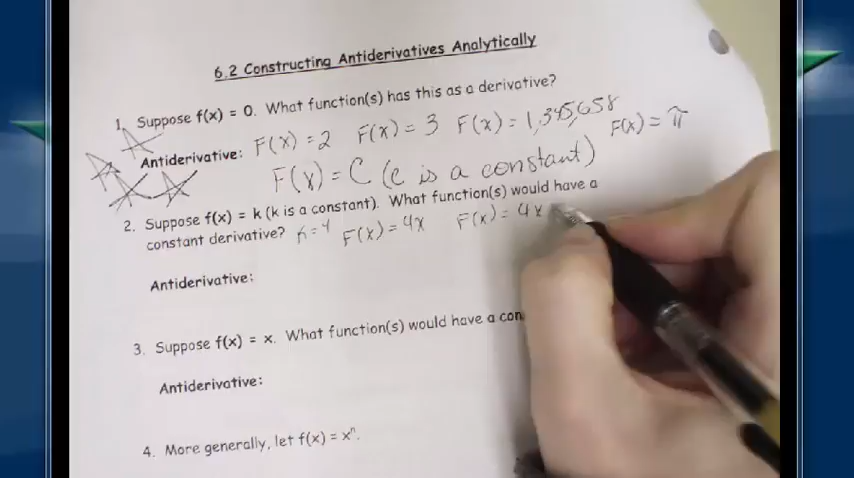 6.2 Constructing Antiderivatives Analytically
1. Suppose f(x) = 0. What function(s) has this as a derivative?
Antiderivative: F(x) = 2 F(x) = 3 F(x) = 1,345,658 F(x) = π
F(x) = C (c is a constant)
2. Suppose f(x) = k (k is a constant). What function(s) would have a
constant derivative? k = 4 F(x) = 4x F(x) = 4x
Antiderivative:
3. Suppose f(x) = x. What function(s) would have a con
Antiderivative:
4. More generally, let f(x) = xⁿ.